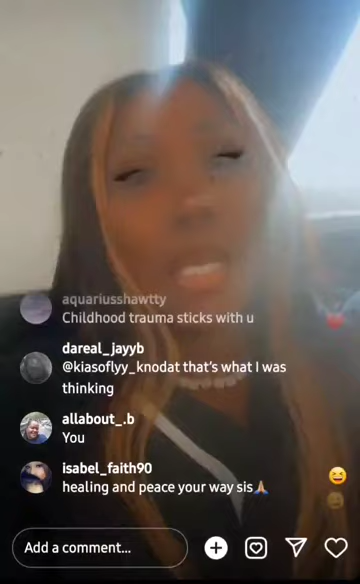 aquariusshawtty
Childhood trauma sticks with u
dareal_jayyb
@kiasoflyy_knodat that's what I was
thinking
allabout_.b
You
isabel_faith90
healing and peace your way sis🙏🏽
Add a comment...